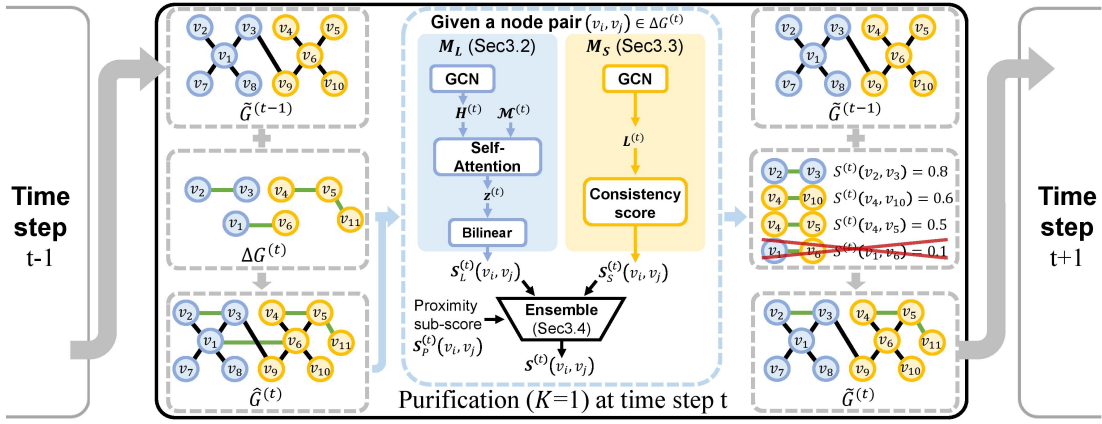 Time
step
t-1
v₂
v₃
v₄
v₅
v₁
v₆
v₇
v₈
v₉
v₁₀
G̃⁽ᵗ⁻¹⁾
v₂
v₃
v₄
v₅
v₁
v₆
v₁₁
ΔG⁽ᵗ⁾
v₂
v₃
v₄
v₅
v₁
v₆
v₁₁
v₇
v₈
v₉
v₁₀
Ĝ⁽ᵗ⁾
Given a node pair (vᵢ, vⱼ) ∈ ΔG⁽ᵗ⁾
M_L (Sec3.2)
GCN
H⁽ᵗ⁾ ℳ⁽ᵗ⁾
Self-
Attention
z⁽ᵗ⁾
Bilinear
S_L⁽ᵗ⁾(vᵢ, vⱼ)
M_S (Sec3.3)
GCN
L⁽ᵗ⁾
Consistency
score
S_S⁽ᵗ⁾(vᵢ, vⱼ)
Proximity
sub-score
S_P⁽ᵗ⁾(vᵢ, vⱼ)
Ensemble
(Sec3.4)
S⁽ᵗ⁾(vᵢ, vⱼ)
Purification (K=1) at time step t
v₂
v₃
v₄
v₅
v₁
v₆
v₇
v₈
v₉
v₁₀
G̃⁽ᵗ⁻¹⁾
v₂ v₃ S⁽ᵗ⁾(v₂, v₃) = 0.8
v₄ v₁₀ S⁽ᵗ⁾(v₄, v₁₀) = 0.6
v₄ v₅ S⁽ᵗ⁾(v₄, v₅) = 0.5
v₁ v₆ S⁽ᵗ⁾(v₁, v₆) = 0.1
v₂
v₃
v₄
v₅
v₁
v₆
v₁₁
v₇
v₈
v₉
v₁₀
G̃⁽ᵗ⁾
Time
step
t+1